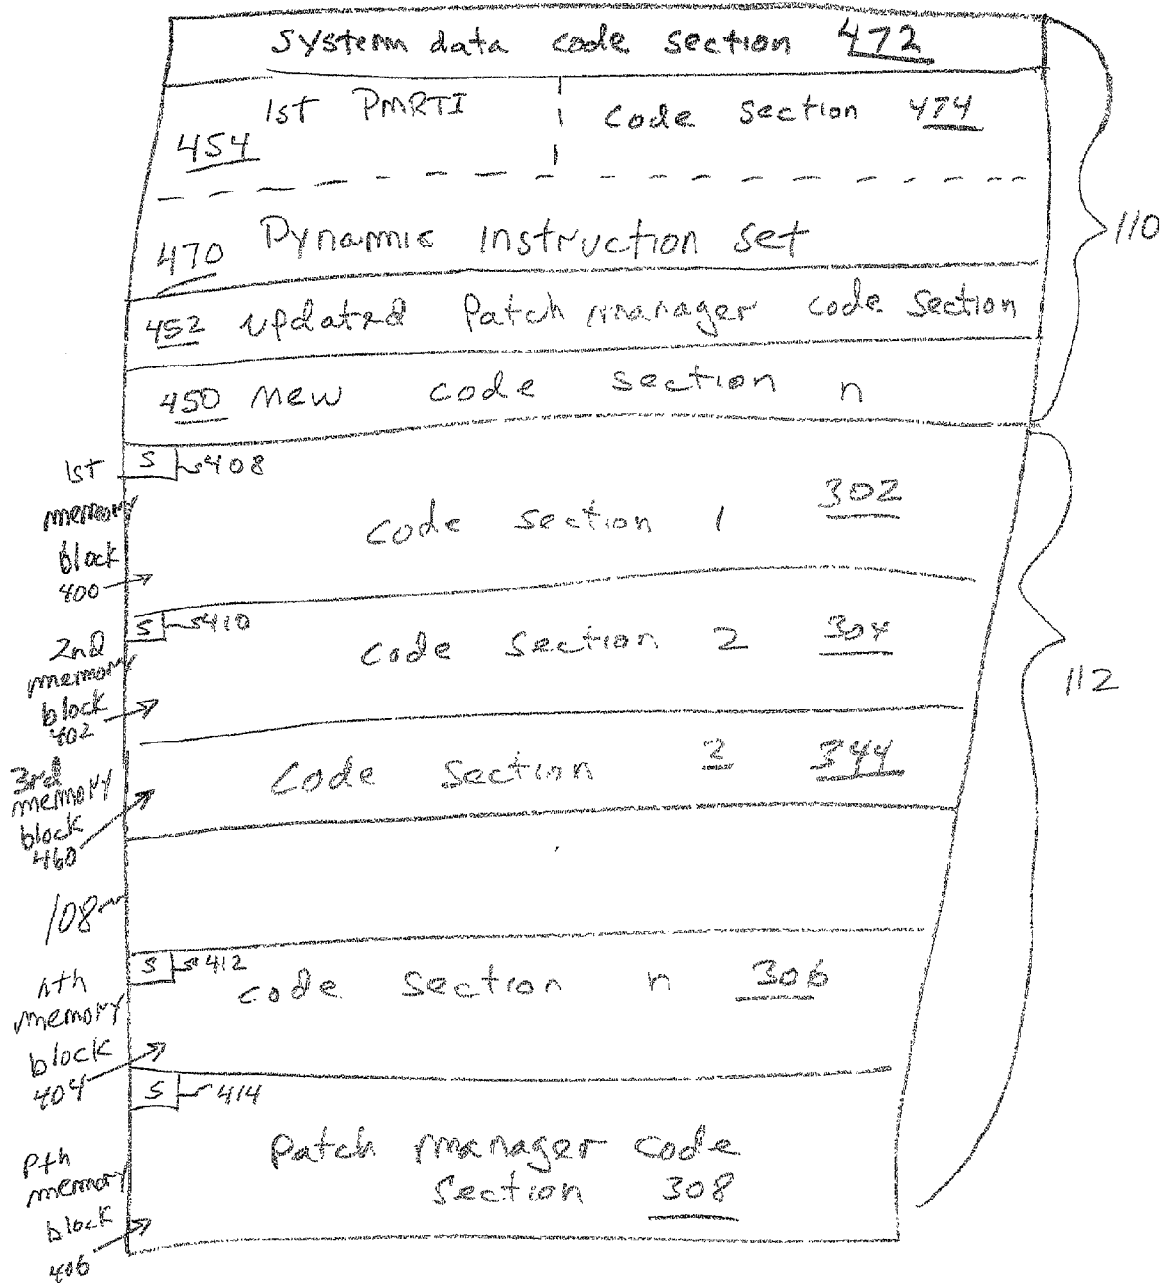 System data code section 472
1st PMRTI
454
code section 474
470 Dynamic instruction set
110
452 updated Patch manager code section
450 new code section n
1st memory block 400
S 408
code section 1 302
2nd memory block 402
S 410
code section 2 304
112
3rd memory block 460
code section 3 344
108
nth memory block 404
S 412
code section n 306
S 414
Pth memory block 406
Patch manager code
section 308